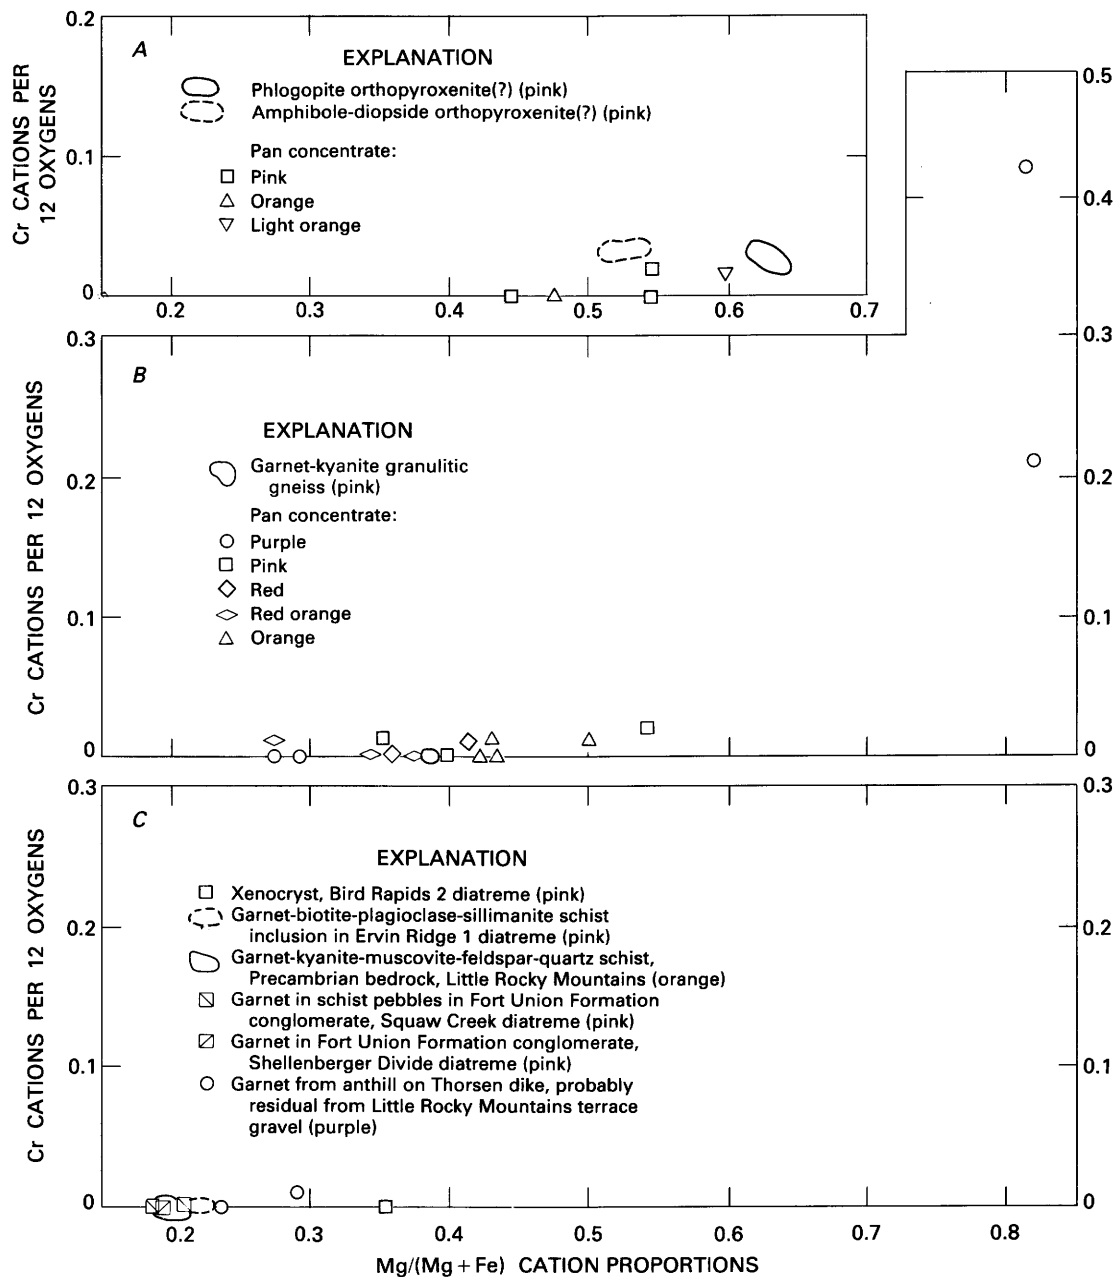 A
EXPLANATION
Phlogopite orthopyroxenite(?) (pink)
Amphibole-diopside orthopyroxenite(?) (pink)
Pan concentrate:
Pink
Orange
Light orange
Cr CATIONS PER
12 OXYGENS
0.2
0.1
0
0.2 0.3 0.4 0.5 0.6 0.7
0.5
0.4
0.3
0.2
0.1
0
B
EXPLANATION
Garnet-kyanite granulitic
gneiss (pink)
Pan concentrate:
Purple
Pink
Red
Red orange
Orange
Cr CATIONS PER 12 OXYGENS
0.3
0.2
0.1
0
C
EXPLANATION
Xenocryst, Bird Rapids 2 diatreme (pink)
Garnet-biotite-plagioclase-sillimanite schist
inclusion in Ervin Ridge 1 diatreme (pink)
Garnet-kyanite-muscovite-feldspar-quartz schist,
Precambrian bedrock, Little Rocky Mountains (orange)
Garnet in schist pebbles in Fort Union Formation
conglomerate, Squaw Creek diatreme (pink)
Garnet in Fort Union Formation conglomerate,
Shellenberger Divide diatreme (pink)
Garnet from anthill on Thorsen dike, probably
residual from Little Rocky Mountains terrace
gravel (purple)
Cr CATIONS PER 12 OXYGENS
0.3
0.2
0.1
0
0.3
0.2
0.1
0
0.2 0.3 0.4 0.5 0.6 0.7 0.8
Mg/(Mg+Fe) CATION PROPORTIONS